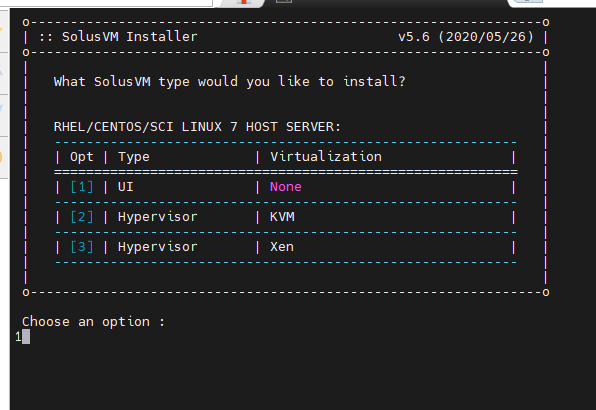 :: SolusVM Installer v5.6 (2020/05/26)
What SolusVM type would you like to install?
RHEL/CENTOS/SCI LINUX 7 HOST SERVER:
| Opt | Type | Virtualization |
| [1] | UI | None |
| [2] | Hypervisor | KVM |
| [3] | Hypervisor | Xen |
Choose an option :
1